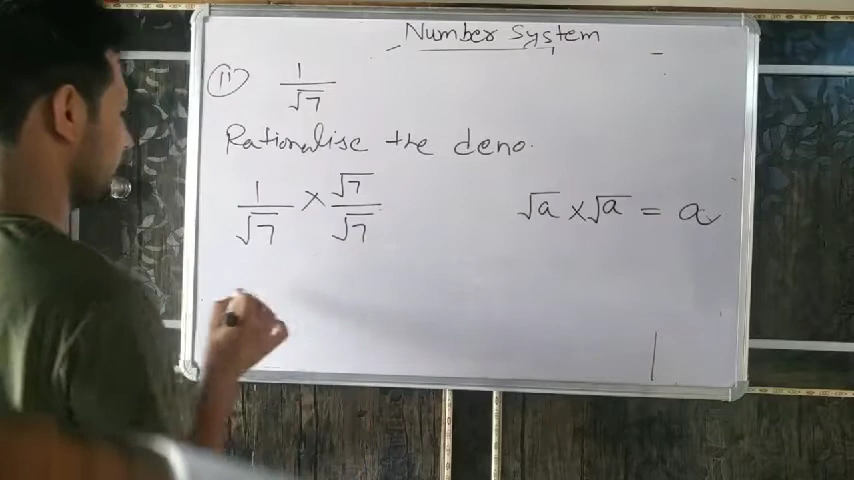 Number System
(1) 1/√7
Rationalise the deno.
1/√7 × √7/√7
√a × √a = a